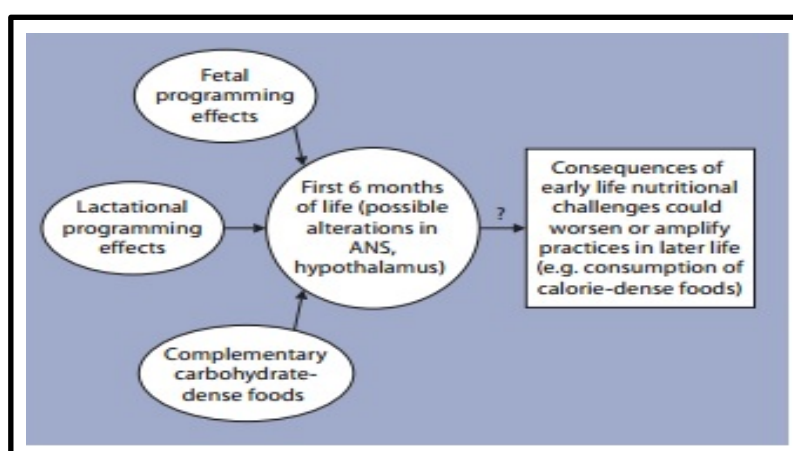 Fetal
programming
effects
Lactational
programming
effects
Complementary
carbohydrate-
dense foods
First 6 months
of life (possible
alterations in
ANS,
hypothalamus)
?
Consequences of
early life nutritional
challenges could
worsen or amplify
practices in later life
(e.g. consumption of
calorie-dense foods)